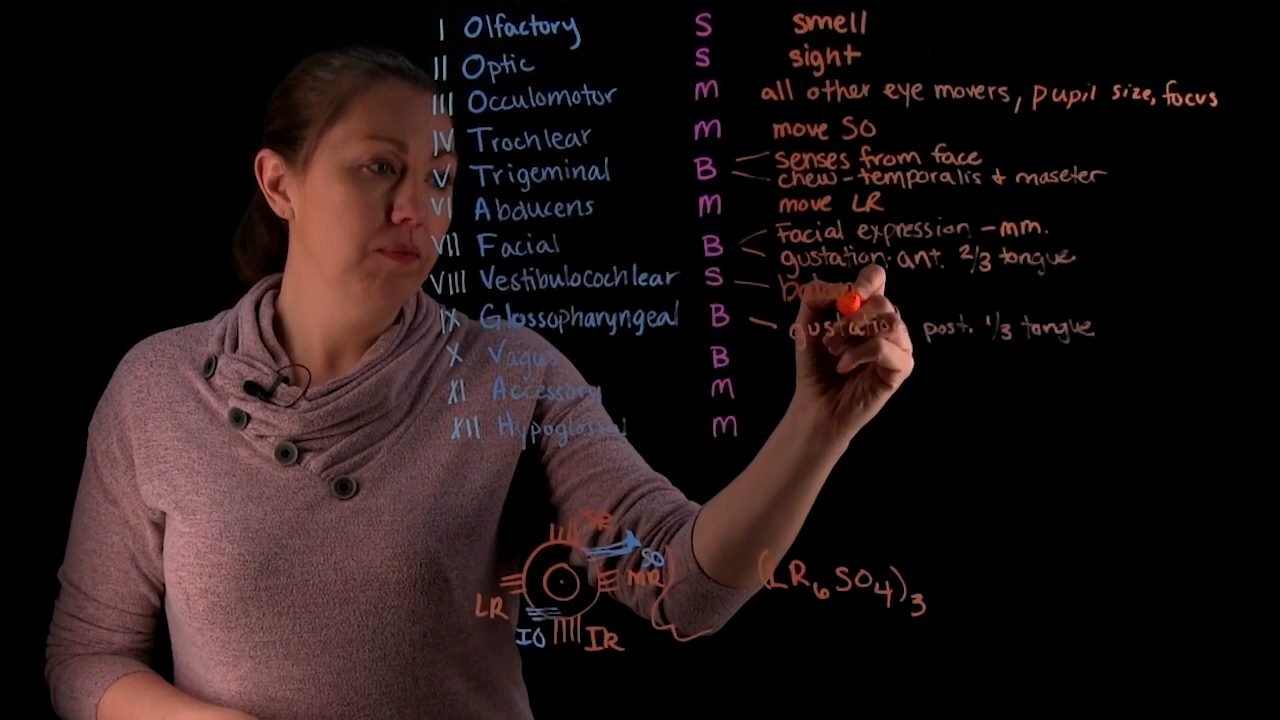 I Olfactory S smell
II Optic S sight
III Occulomotor M all other eye movers, pupil size, focus
IV Trochlear M move SO
V Trigeminal B senses from face
chew - temporalis + maseter
VI Abducens M move LR
VII Facial B Facial expression - mm.
gustation. ant. 2/3 tongue
VIII Vestibulocochlear S
IX Glossopharyngeal B gustation post. 1/3 tongue
X Vagus B
XI Accessory M
XII Hypoglossal M
SR
SO
MR
LR
IO
IR
(LR6SO4)3